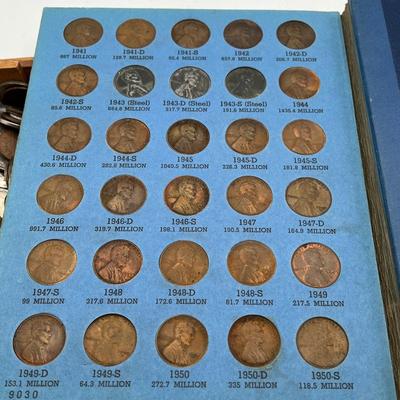 1941 1941-D 1941-S 1942 1942-D
887 MILLION 128.7 MILLION 92.4 MILLION 657.8 MILLION 206.7 MILLION
1942-S 1943 (Steel) 1943-D (Steel) 1943-S (Steel) 1944
85.6 MILLION 684.6 MILLION 217.7 MILLION 191.6 MILLION 1435.4 MILLION
1944-D 1944-S 1945 1945-D 1945-S
430.6 MILLION 282.8 MILLION 1040.5 MILLION 226.3 MILLION 181.8 MILLION
1946 1946-D 1946-S 1947 1947-D
991.7 MILLION 319.7 MILLION 198.1 MILLION 190.5 MILLION 194.9 MILLION
1947-S 1948 1948-D 1948-S 1949
99 MILLION 317.6 MILLION 172.6 MILLION 81.7 MILLION 217.5 MILLION
1949-D 1949-S 1950 1950-D 1950-S
153.1 MILLION 64.3 MILLION 272.7 MILLION 335 MILLION 118.5 MILLION
9030